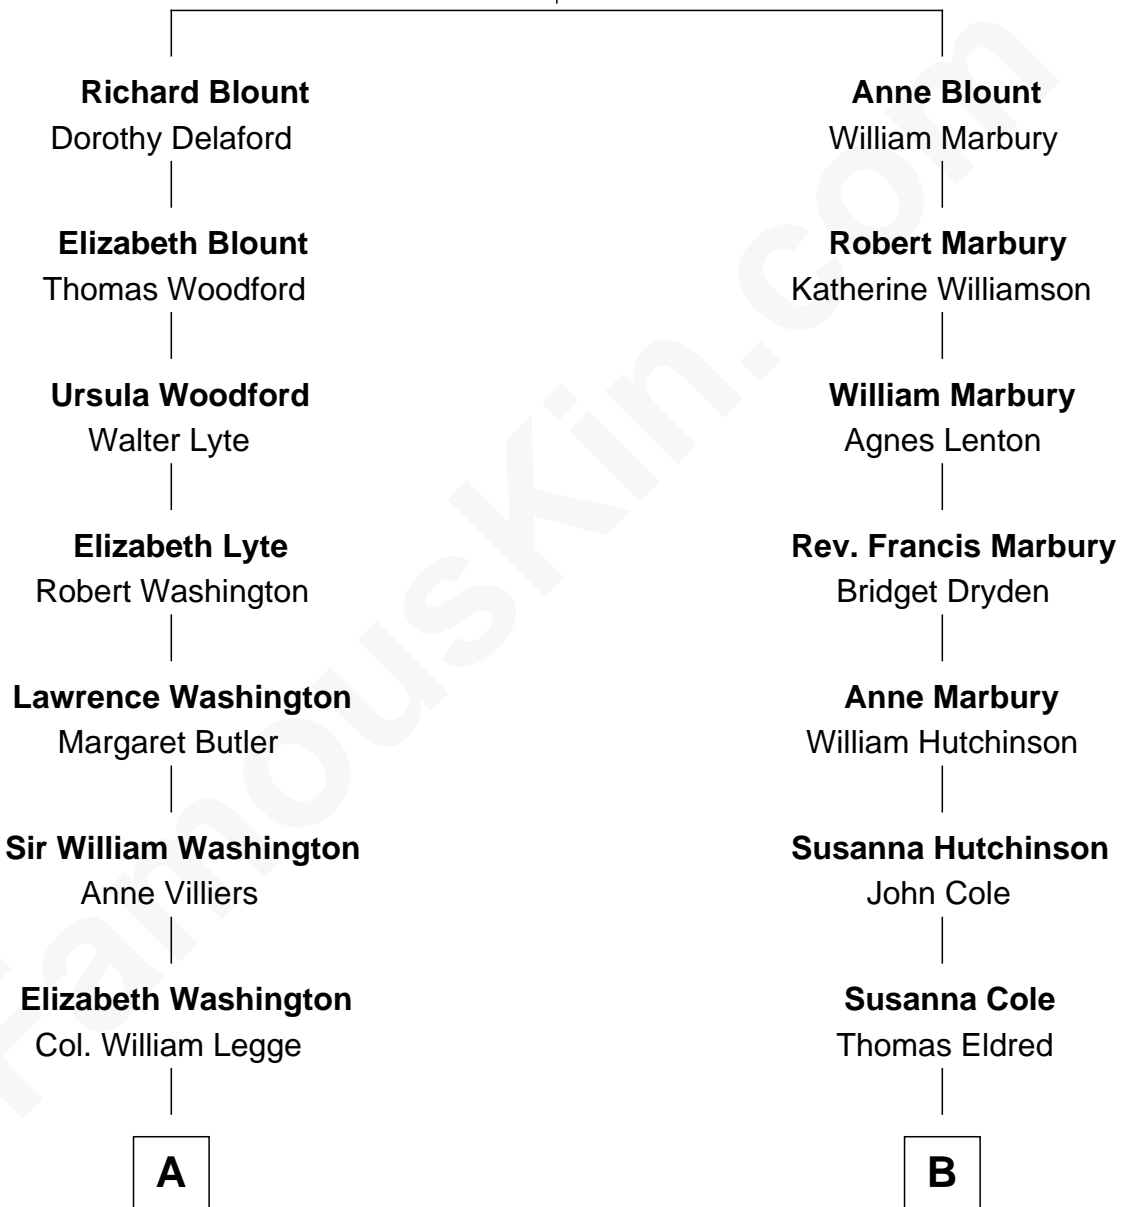 Richard Blount
Dorothy Delaford
Elizabeth Blount
Thomas Woodford
Ursula Woodford
Walter Lyte
Elizabeth Lyte
Robert Washington
Lawrence Washington
Margaret Butler
Sir William Washington
Anne Villiers
Elizabeth Washington
Col. William Legge
A
Anne Blount
William Marbury
Robert Marbury
Katherine Williamson
William Marbury
Agnes Lenton
Rev. Francis Marbury
Bridget Dryden
Anne Marbury
William Hutchinson
Susanna Hutchinson
John Cole
Susanna Cole
Thomas Eldred
B
FamousKin.com